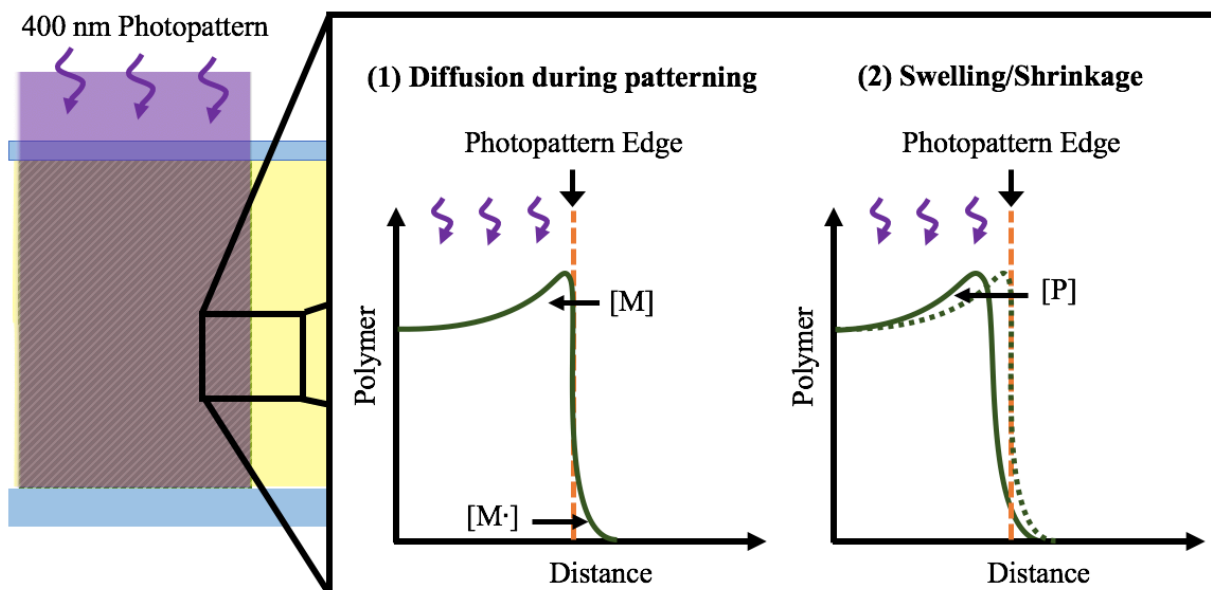 400 nm Photopattern
(1) Diffusion during patterning
Photopattern Edge
[M]
[M·]
Polymer
Distance
(2) Swelling/Shrinkage
Photopattern Edge
[P]
Polymer
Distance